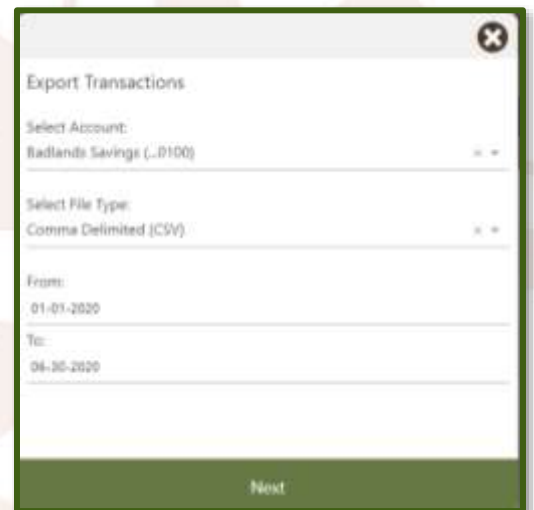 Export Transactions
Select Account:
Badlands Savings (...0100)
Select File Type:
Comma Delimited (CSV)
From:
01-01-2020
To:
06-30-2020
Next